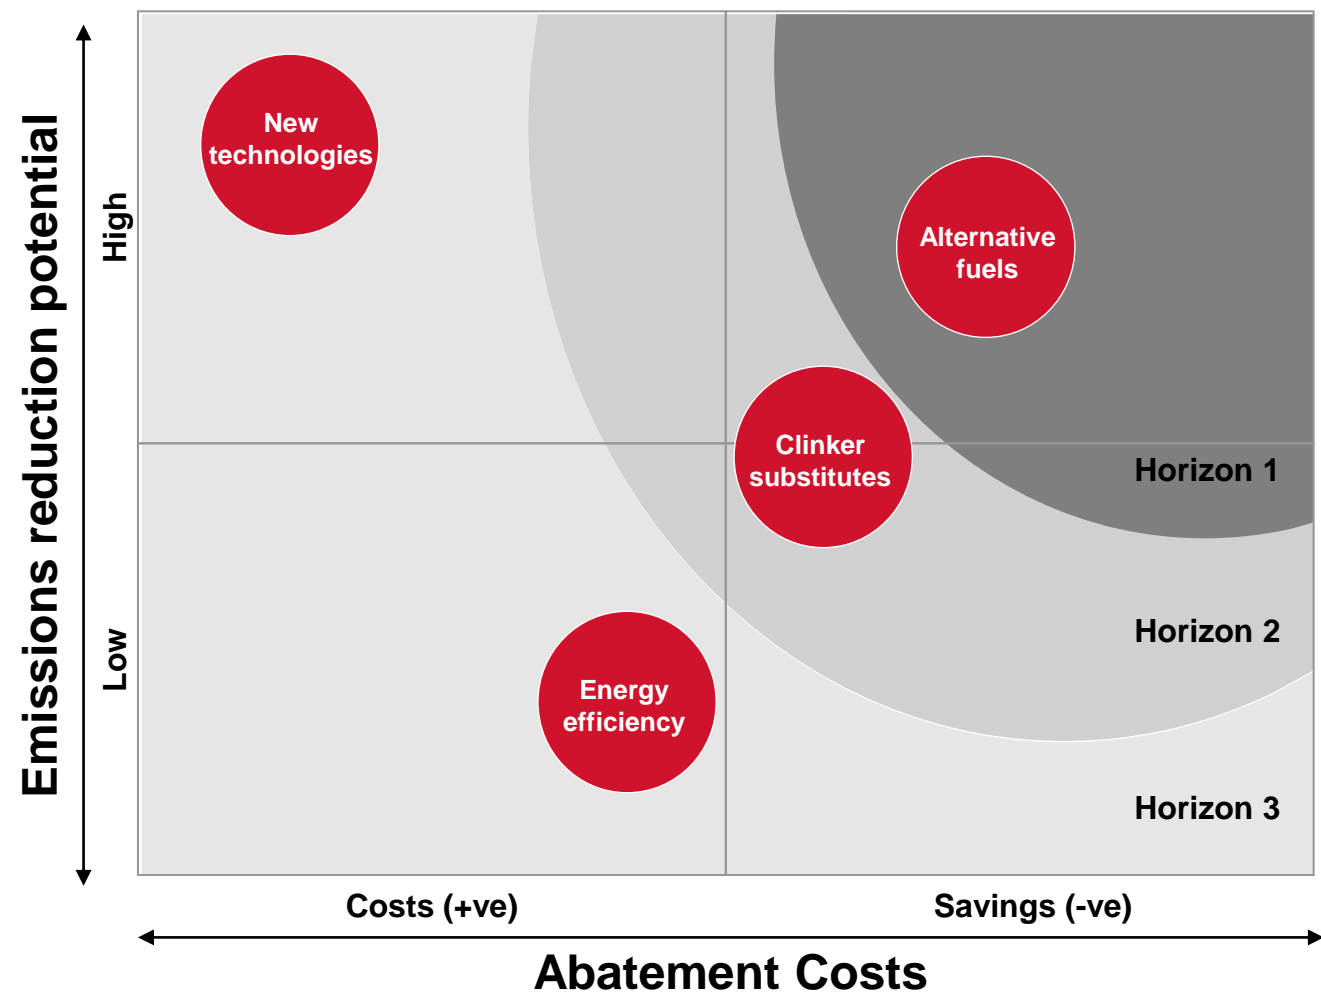 Emissions reduction potential
High
Low
New
technologies
Alternative
fuels
Clinker
substitutes
Energy
efficiency
Horizon 1
Horizon 2
Horizon 3
Costs (+ve)
Savings (-ve)
Abatement Costs